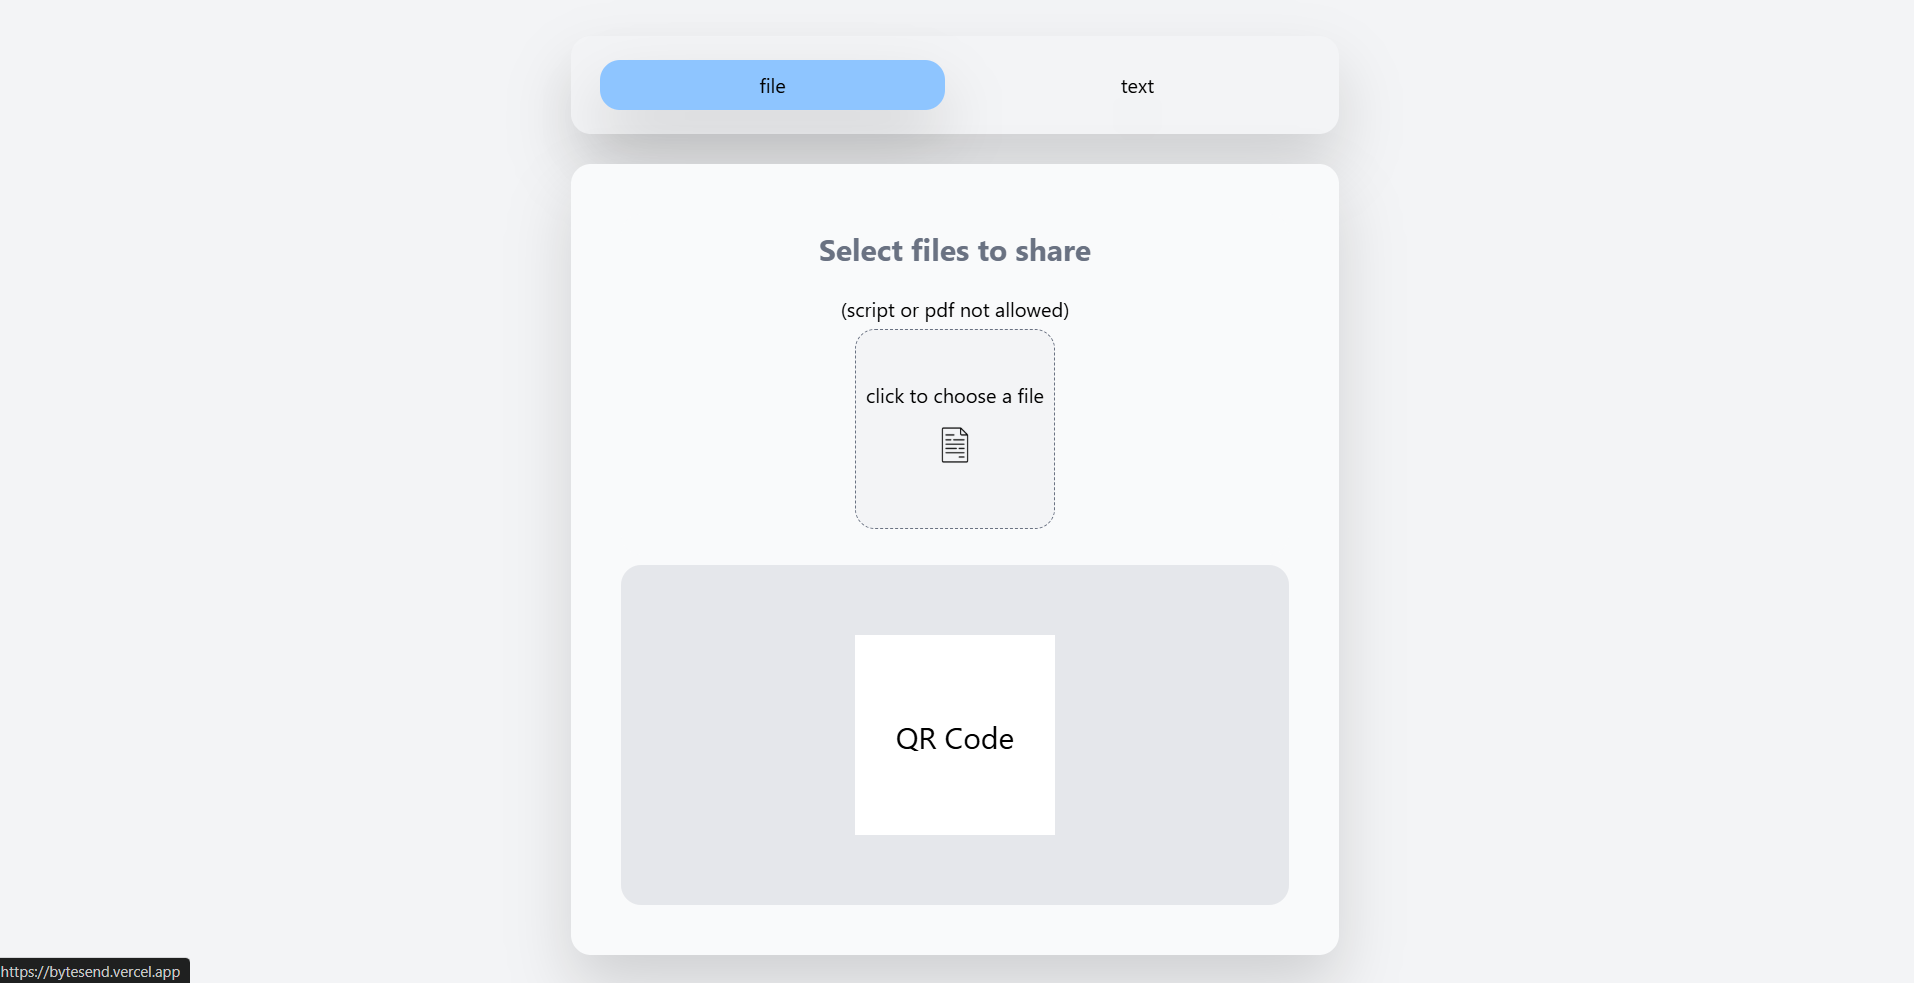 file
text
Select files to share
(script or pdf not allowed)
click to choose a file
QR Code
https://bytesend.vercel.app